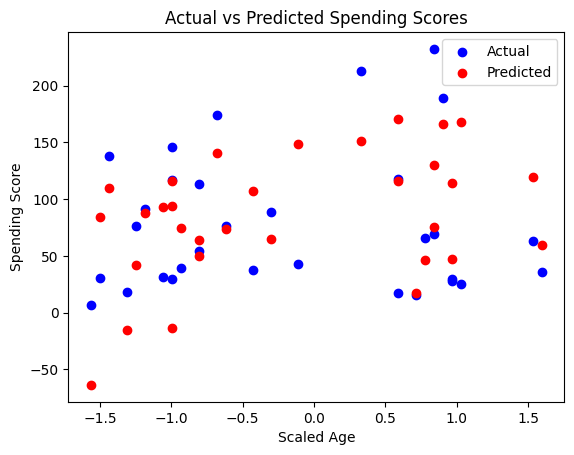 Actual vs Predicted Spending Scores
Actual
Predicted
Spending Score
200
150
100
50
0
−50
−1.5
−1.0
−0.5
0.0
0.5
1.0
1.5
Scaled Age